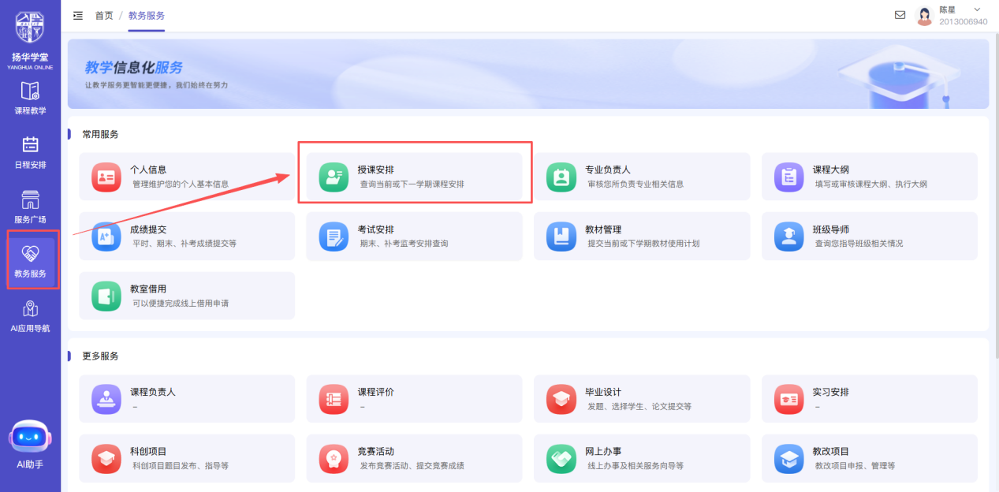 扬华学堂
YANGHUA ONLINE
课程教学
日程安排
服务广场
教务服务
AI应用导航
AI助手
首页 / 教务服务
陈星
2013006940
教学信息化服务
让教学服务更智能更便捷，我们始终在努力
常用服务
个人信息
管理维护您的个人基本信息
授课安排
查询当前或下一学期课程安排
专业负责人
审核您所负责专业相关信息
课程大纲
填写或审核课程大纲、执行大纲
成绩提交
平时、期末、补考成绩提交等
考试安排
期末、补考监考安排查询
教材管理
提交当前或下学期教材使用计划
班级导师
查询您指导班级相关情况
教室借用
可以便捷完成线上借用申请
更多服务
课程负责人
–
课程评价
–
毕业设计
发题、选择学生、论文提交等
实习安排
–
科创项目
科创项目题目发布、指导等
竞赛活动
发布竞赛活动、提交竞赛成绩
网上办事
线上办事及相关服务向导等
教改项目
教改项目申报、管理等